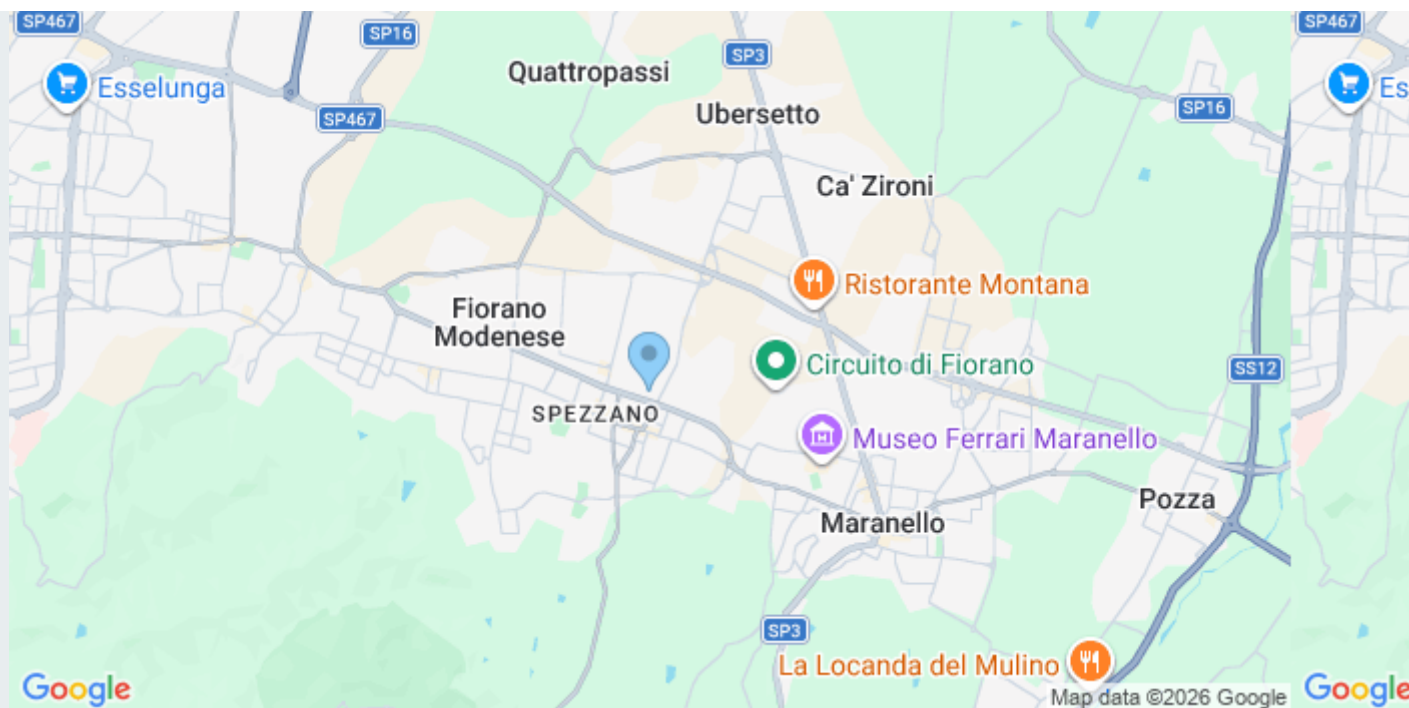 SP467
SP16
SP3
SP467
Quattropassi
Esselunga
Es
Ubersetto
SP16
SP467
Ca' Zironi
Ristorante Montana
Fiorano
Modenese
Circuito di Fiorano
SS12
SPEZZANO
Museo Ferrari Maranello
Pozza
Maranello
SP3
La Locanda del Mulino
Google
Map data ©2026 Google
Google